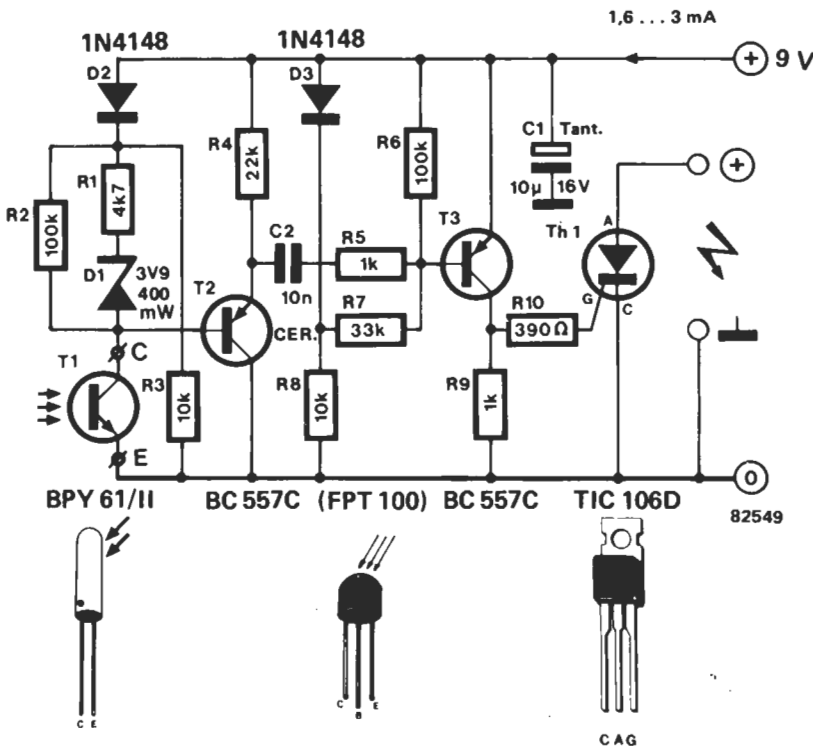 1,6 . . . 3 mA
1N4148
1N4148
+
9 V
D2
D3
R4
22k
R6
100k
C1
Tant.
10µ
16V
R2
100k
R1
4k7
D1
3V9
400
mW
T2
C2
10n
CER.
R5
1k
R7
33k
T3
Th 1
A
G
C
+
R10
390Ω
T1
C
E
R3
10k
R8
10k
R9
1k
0
BPY 61/II
BC 557C
(FPT 100)
BC 557C
TIC 106D
82549
C E
C
B
E
C A G